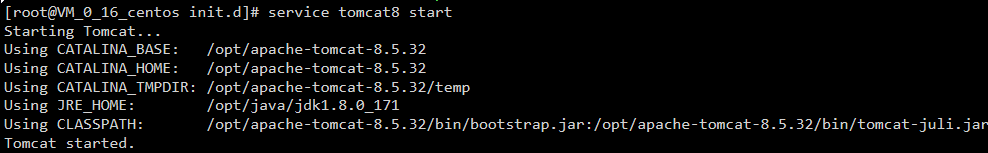 [root@VM_0_16_centos init.d]# service tomcat8 start
Starting Tomcat...
Using CATALINA_BASE:   /opt/apache-tomcat-8.5.32
Using CATALINA_HOME:   /opt/apache-tomcat-8.5.32
Using CATALINA_TMPDIR: /opt/apache-tomcat-8.5.32/temp
Using JRE_HOME:        /opt/java/jdk1.8.0_171
Using CLASSPATH:       /opt/apache-tomcat-8.5.32/bin/bootstrap.jar:/opt/apache-tomcat-8.5.32/bin/tomcat-juli.jar
Tomcat started.